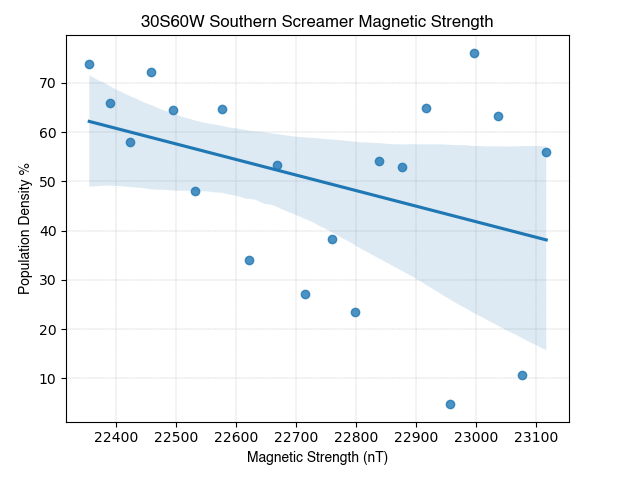 30S60W Southern Screamer Magnetic Strength
Population Density %
70
60
50
40
30
20
10
22400 22500 22600 22700 22800 22900 23000 23100
Magnetic Strength (nT)